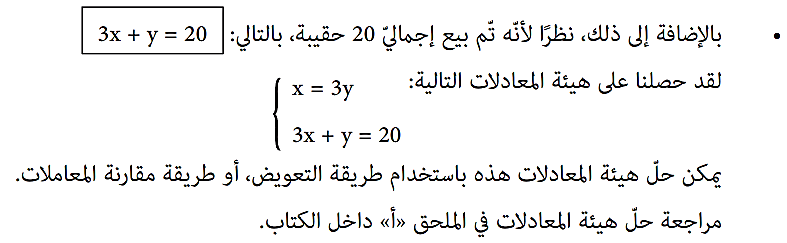 • بالإضافة إلى ذلك، نظرًا لأنّه تّم بيع إجماليّ 20 حقيبة، بالتالي: 3x + y = 20
لقد حصلنا على هيئة المعادلات التالية: x = 3y
3x + y = 20
يمكن حلّ هيئة المعادلات هذه باستخدام طريقة التعويض، أو طريقة مقارنة المعاملات.
مراجعة حلّ هيئة المعادلات في الملحق «أ» داخل الكتاب.